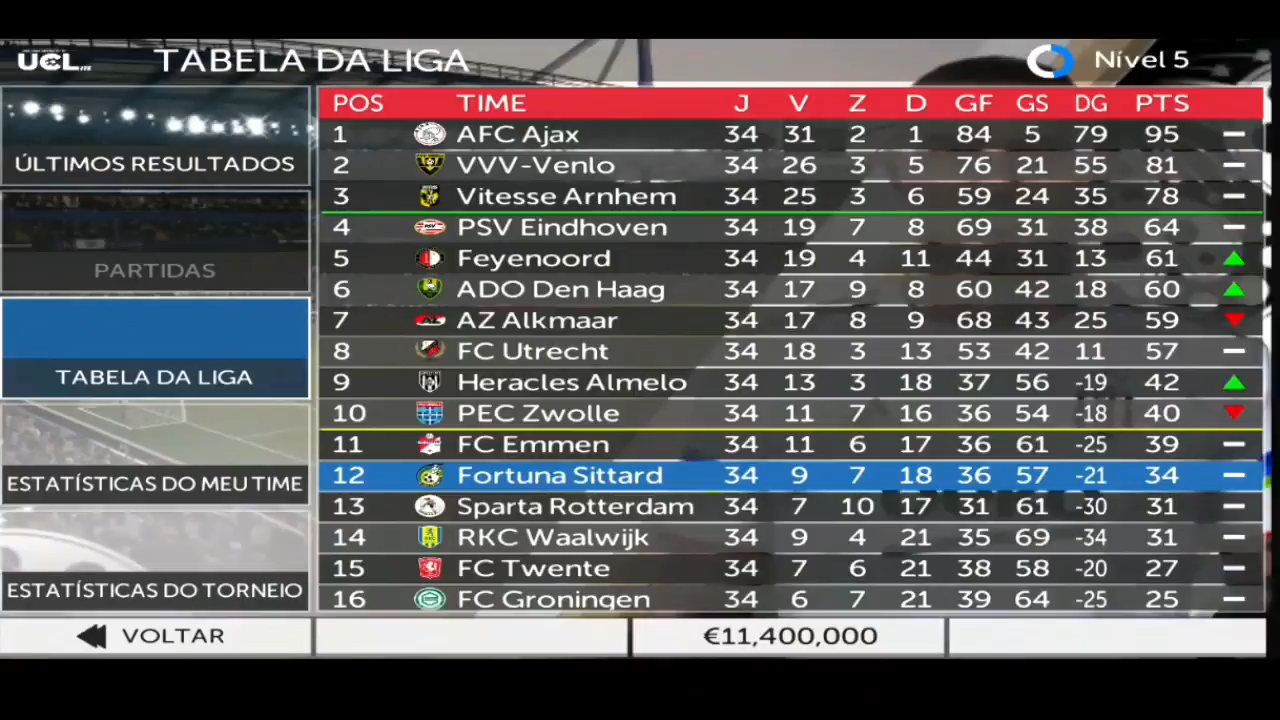 UCL TABELA DA LIGA Nível 5
ÚLTIMOS RESULTADOS
PARTIDAS
TABELA DA LIGA
ESTATÍSTICAS DO MEU TIME
ESTATÍSTICAS DO TORNEIO
POS TIME J V Z D GF GS DG PTS
1 AFC Ajax 34 31 2 1 84 5 79 95
2 VVV-Venlo 34 26 3 5 76 21 55 81
3 Vitesse Arnhem 34 25 3 6 59 24 35 78
4 PSV Eindhoven 34 19 7 8 69 31 38 64
5 Feyenoord 34 19 4 11 44 31 13 61
6 ADO Den Haag 34 17 9 8 60 42 18 60
7 AZ Alkmaar 34 17 8 9 68 43 25 59
8 FC Utrecht 34 18 3 13 53 42 11 57
9 Heracles Almelo 34 13 3 18 37 56 -19 42
10 PEC Zwolle 34 11 7 16 36 54 -18 40
11 FC Emmen 34 11 6 17 36 61 -25 39
12 Fortuna Sittard 34 9 7 18 36 57 -21 34
13 Sparta Rotterdam 34 7 10 17 31 61 -30 31
14 RKC Waalwijk 34 9 4 21 35 69 -34 31
15 FC Twente 34 7 6 21 38 58 -20 27
16 FC Groningen 34 6 7 21 39 64 -25 25
VOLTAR
€11,400,000